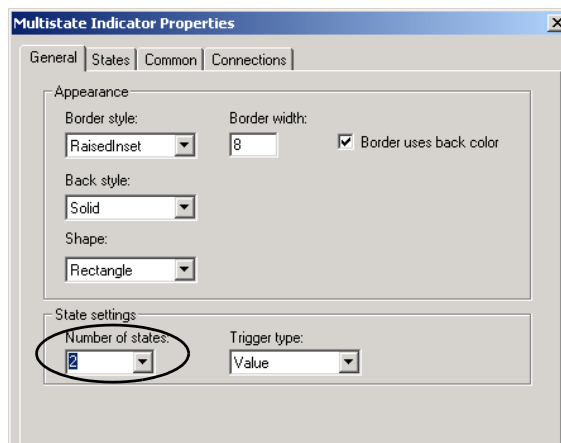 Multistate Indicator Properties
General States Common Connections
Appearance
Border style: Border width:
RaisedInset 8 Border uses back color
Back style:
Solid
Shape:
Rectangle
State settings
Number of states: Trigger type:
2 Value